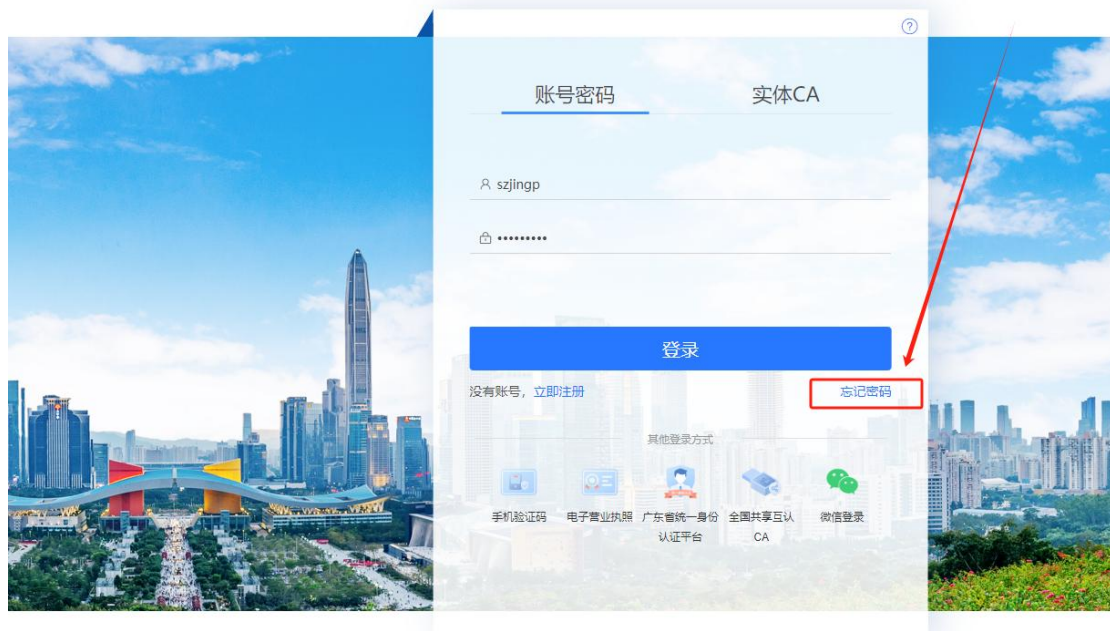 账号密码
实体CA
szjingp
•••••••••
登录
没有账号，立即注册
忘记密码
其他登录方式
手机验证码
电子营业执照
广东省统一身份
认证平台
全国共享互认
CA
微信登录